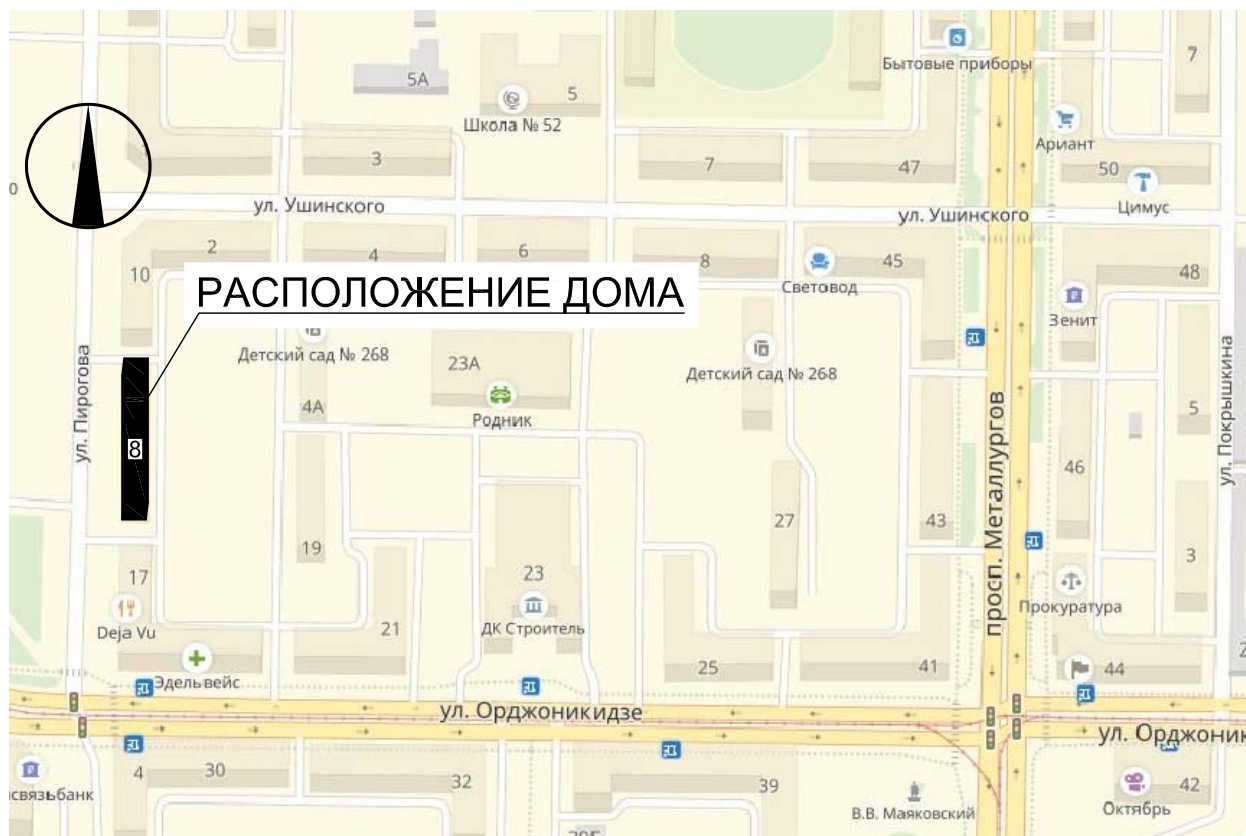 7
Бытовые приборы
5А
5
Школа № 52
Ариант
3
7
47
50
Цимус
ул. Ушинского
ул. Ушинского
2
4
6
8
45
10
48
Световод
РАСПОЛОЖЕНИЕ ДОМА
Зенит
Детский сад № 268
23А
Детский сад № 268
ул. Пирогова
4А
Родник
просп. Металлургов
5
ул. Покрышкина
8
46
27
43
19
3
17
23
Прокуратура
Deja Vu
21
ДК Строитель
25
41
44
Эдельвейс
ул. Орджоникидзе
ул. Орджоник
4
30
32
39
42
связьбанк
В.В. Маяковский
Октябрь